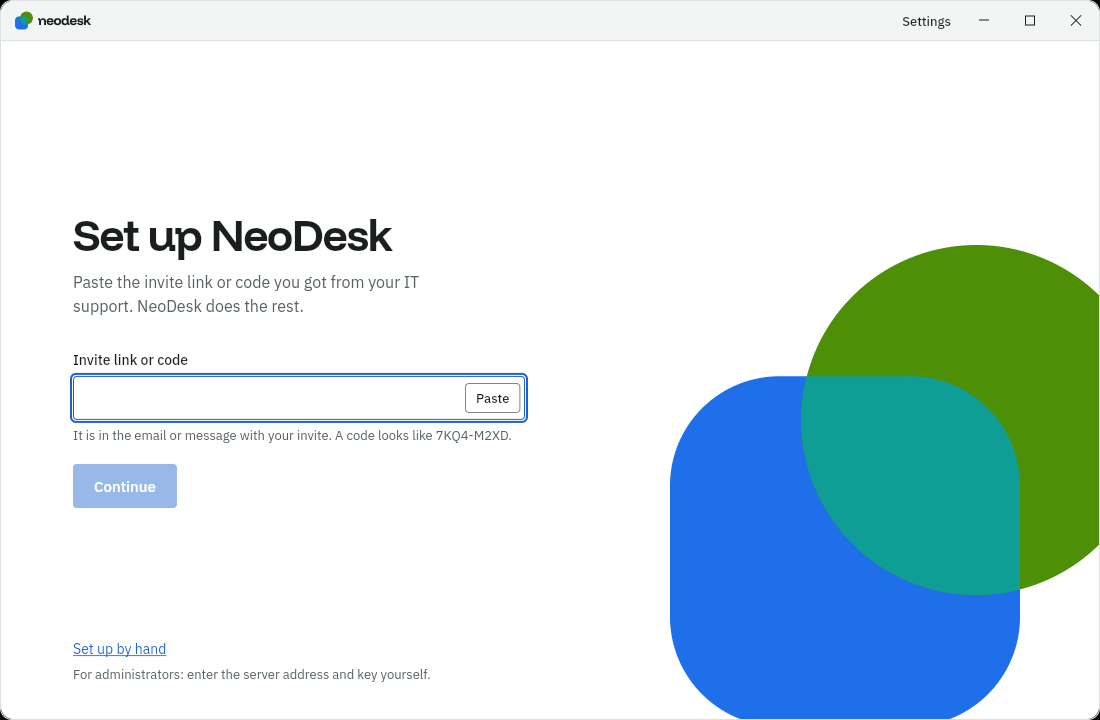 neodesk
Settings
Set up NeoDesk
Paste the invite link or code you got from your IT
support. NeoDesk does the rest.
Invite link or code
Paste
It is in the email or message with your invite. A code looks like 7KQ4-M2XD.
Continue
Set up by hand
For administrators: enter the server address and key yourself.